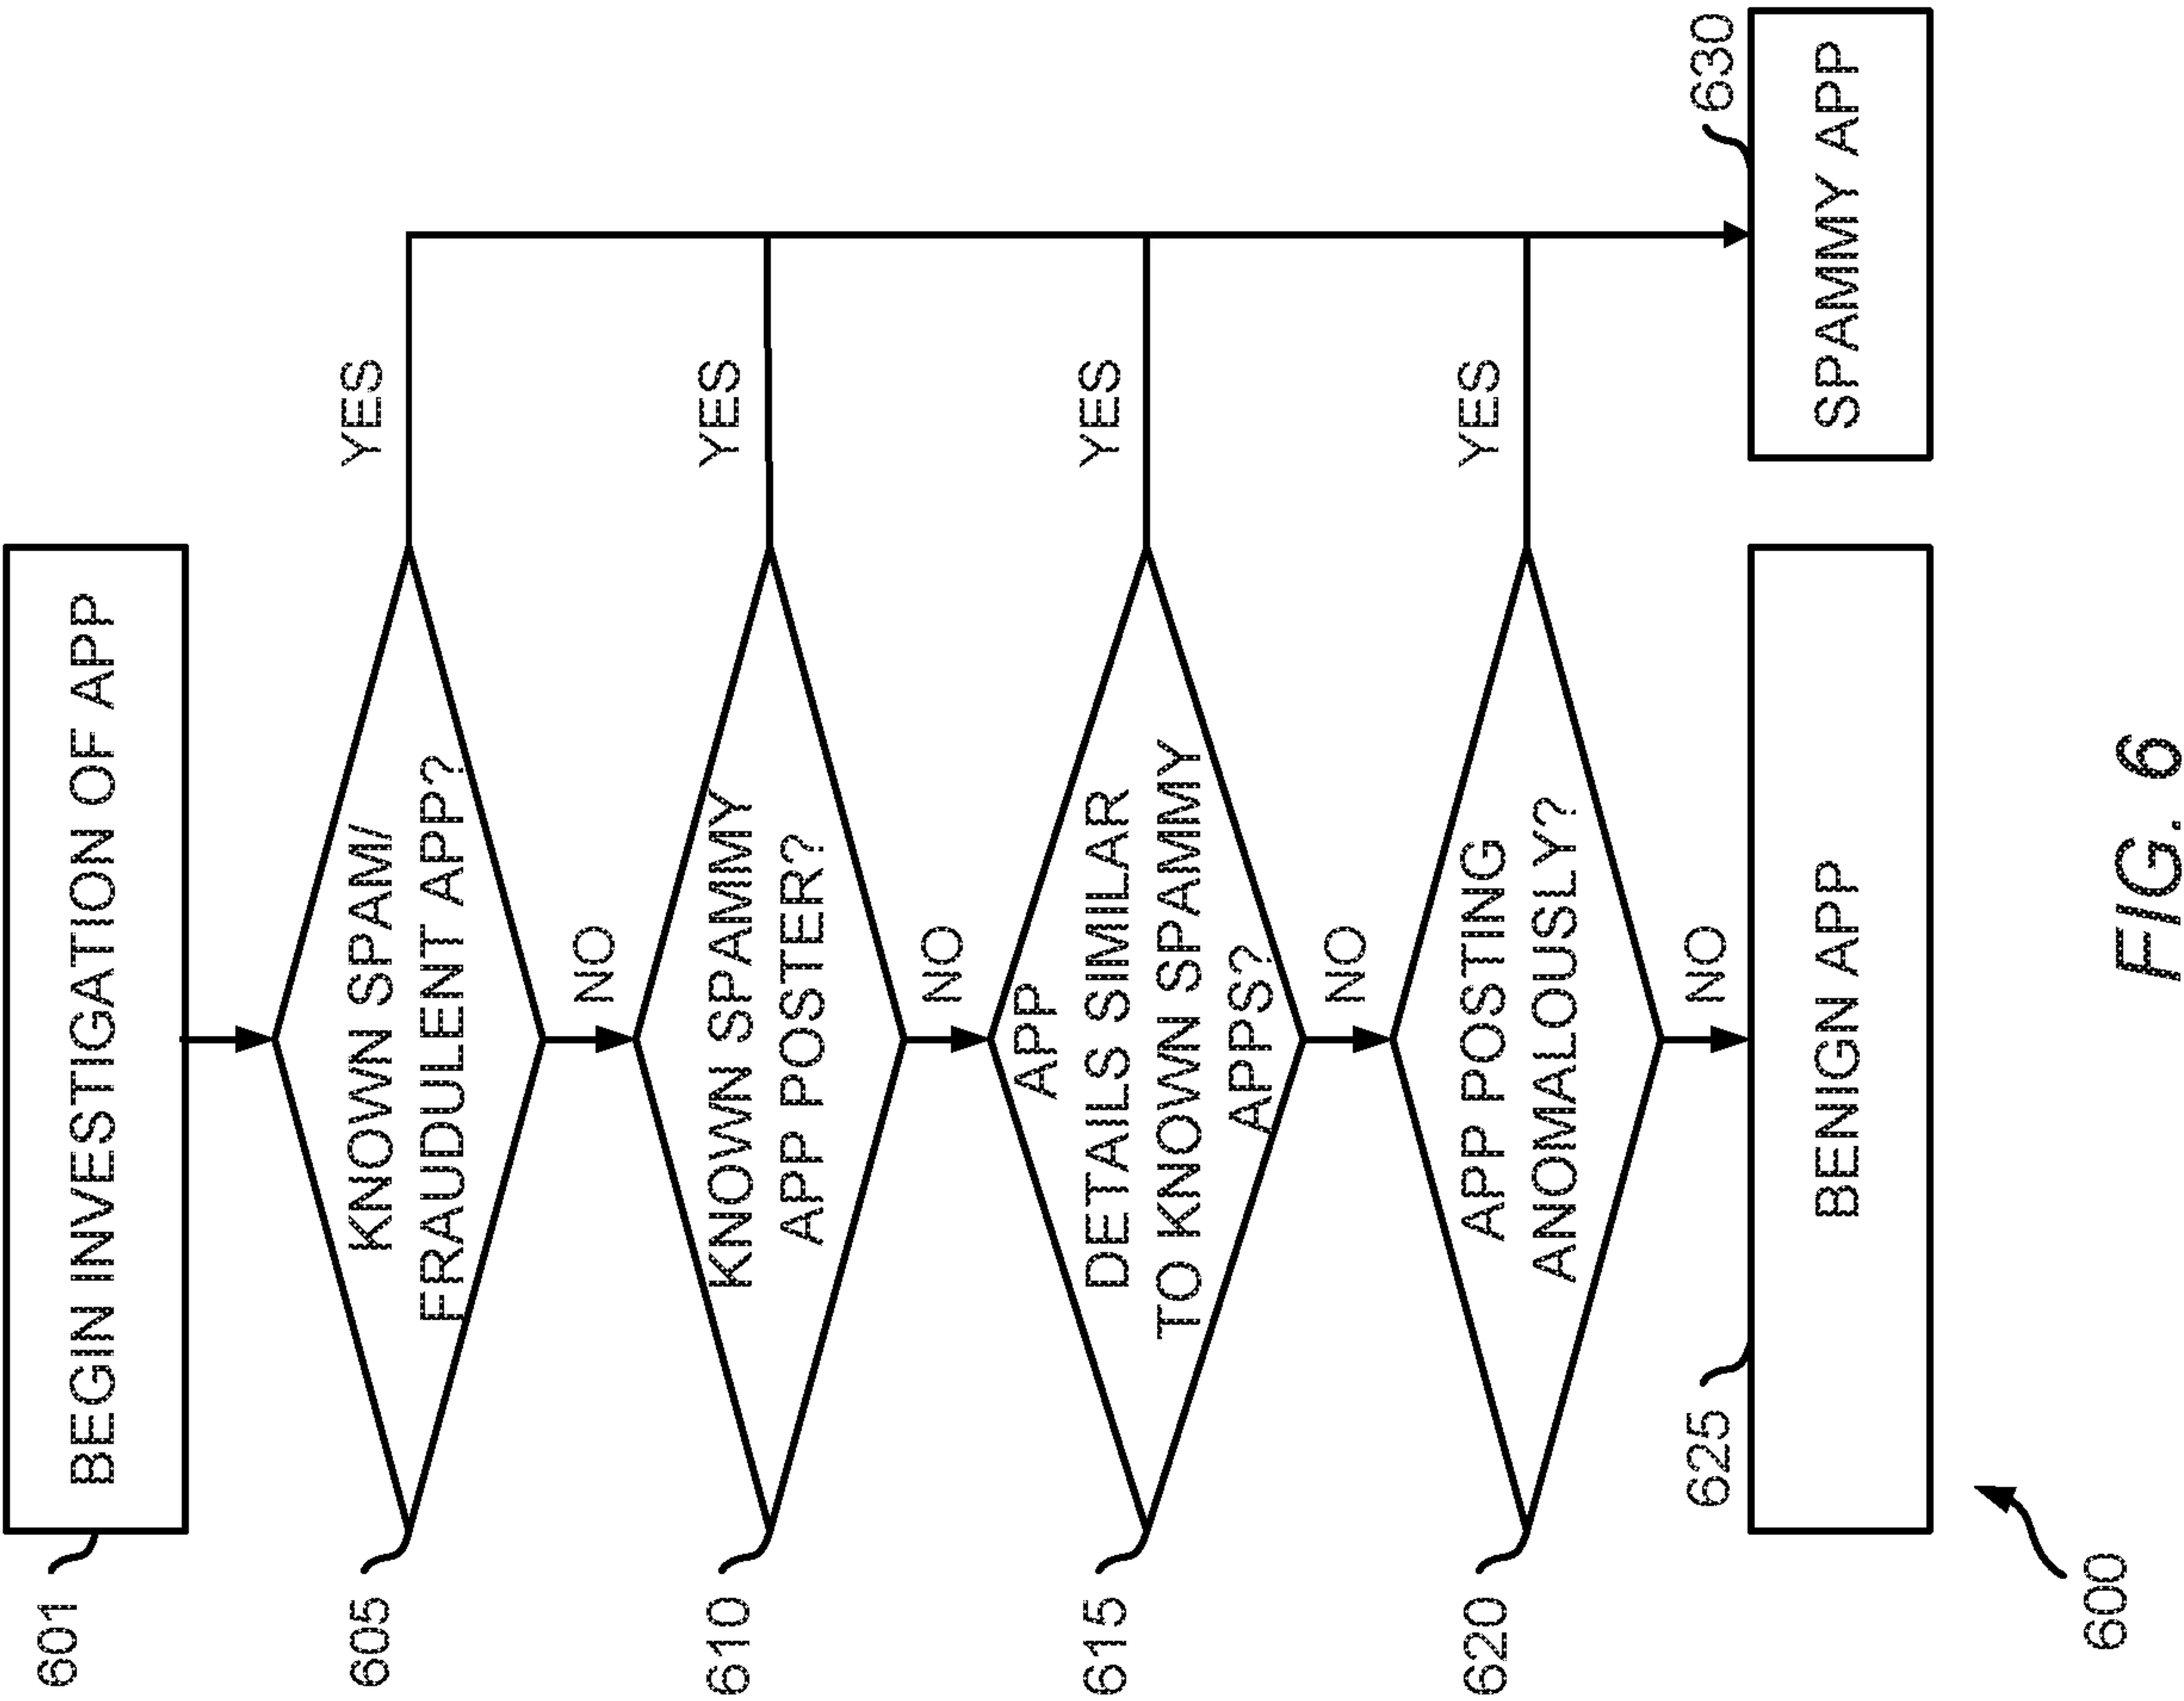 601
BEGIN INVESTIGATION OF APP
605
KNOWN SPAM/
FRAUDULENT APP?
YES
NO
610
KNOWN SPAMMY
APP POSTER?
YES
NO
615
APP
DETAILS SIMILAR
TO KNOWN SPAMMY
APPS?
YES
NO
620
APP POSTING
ANOMALOUSLY?
YES
NO
625
BENIGN APP
630
SPAMMY APP
600
FIG. 6